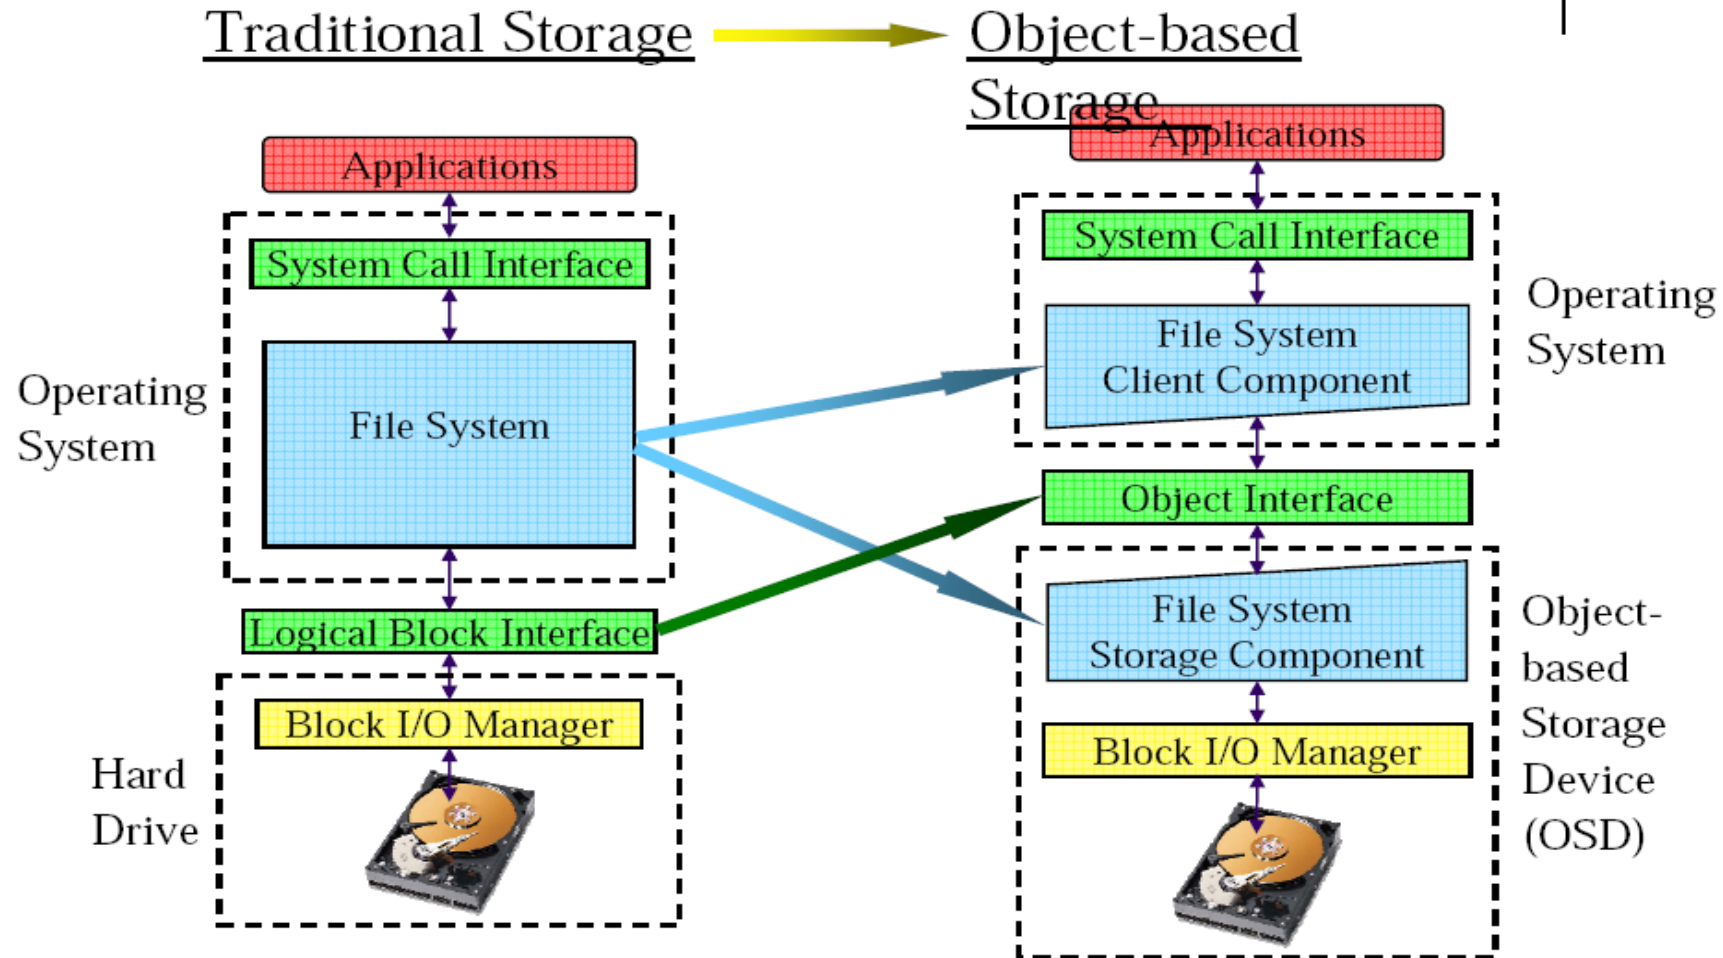 Traditional Storage
Object-based
Storage
Applications
System Call Interface
File System
Operating
System
Logical Block Interface
Block I/O Manager
Hard
Drive
Applications
System Call Interface
File System
Client Component
Operating
System
Object Interface
File System
Storage Component
Block I/O Manager
Object-
based
Storage
Device
(OSD)